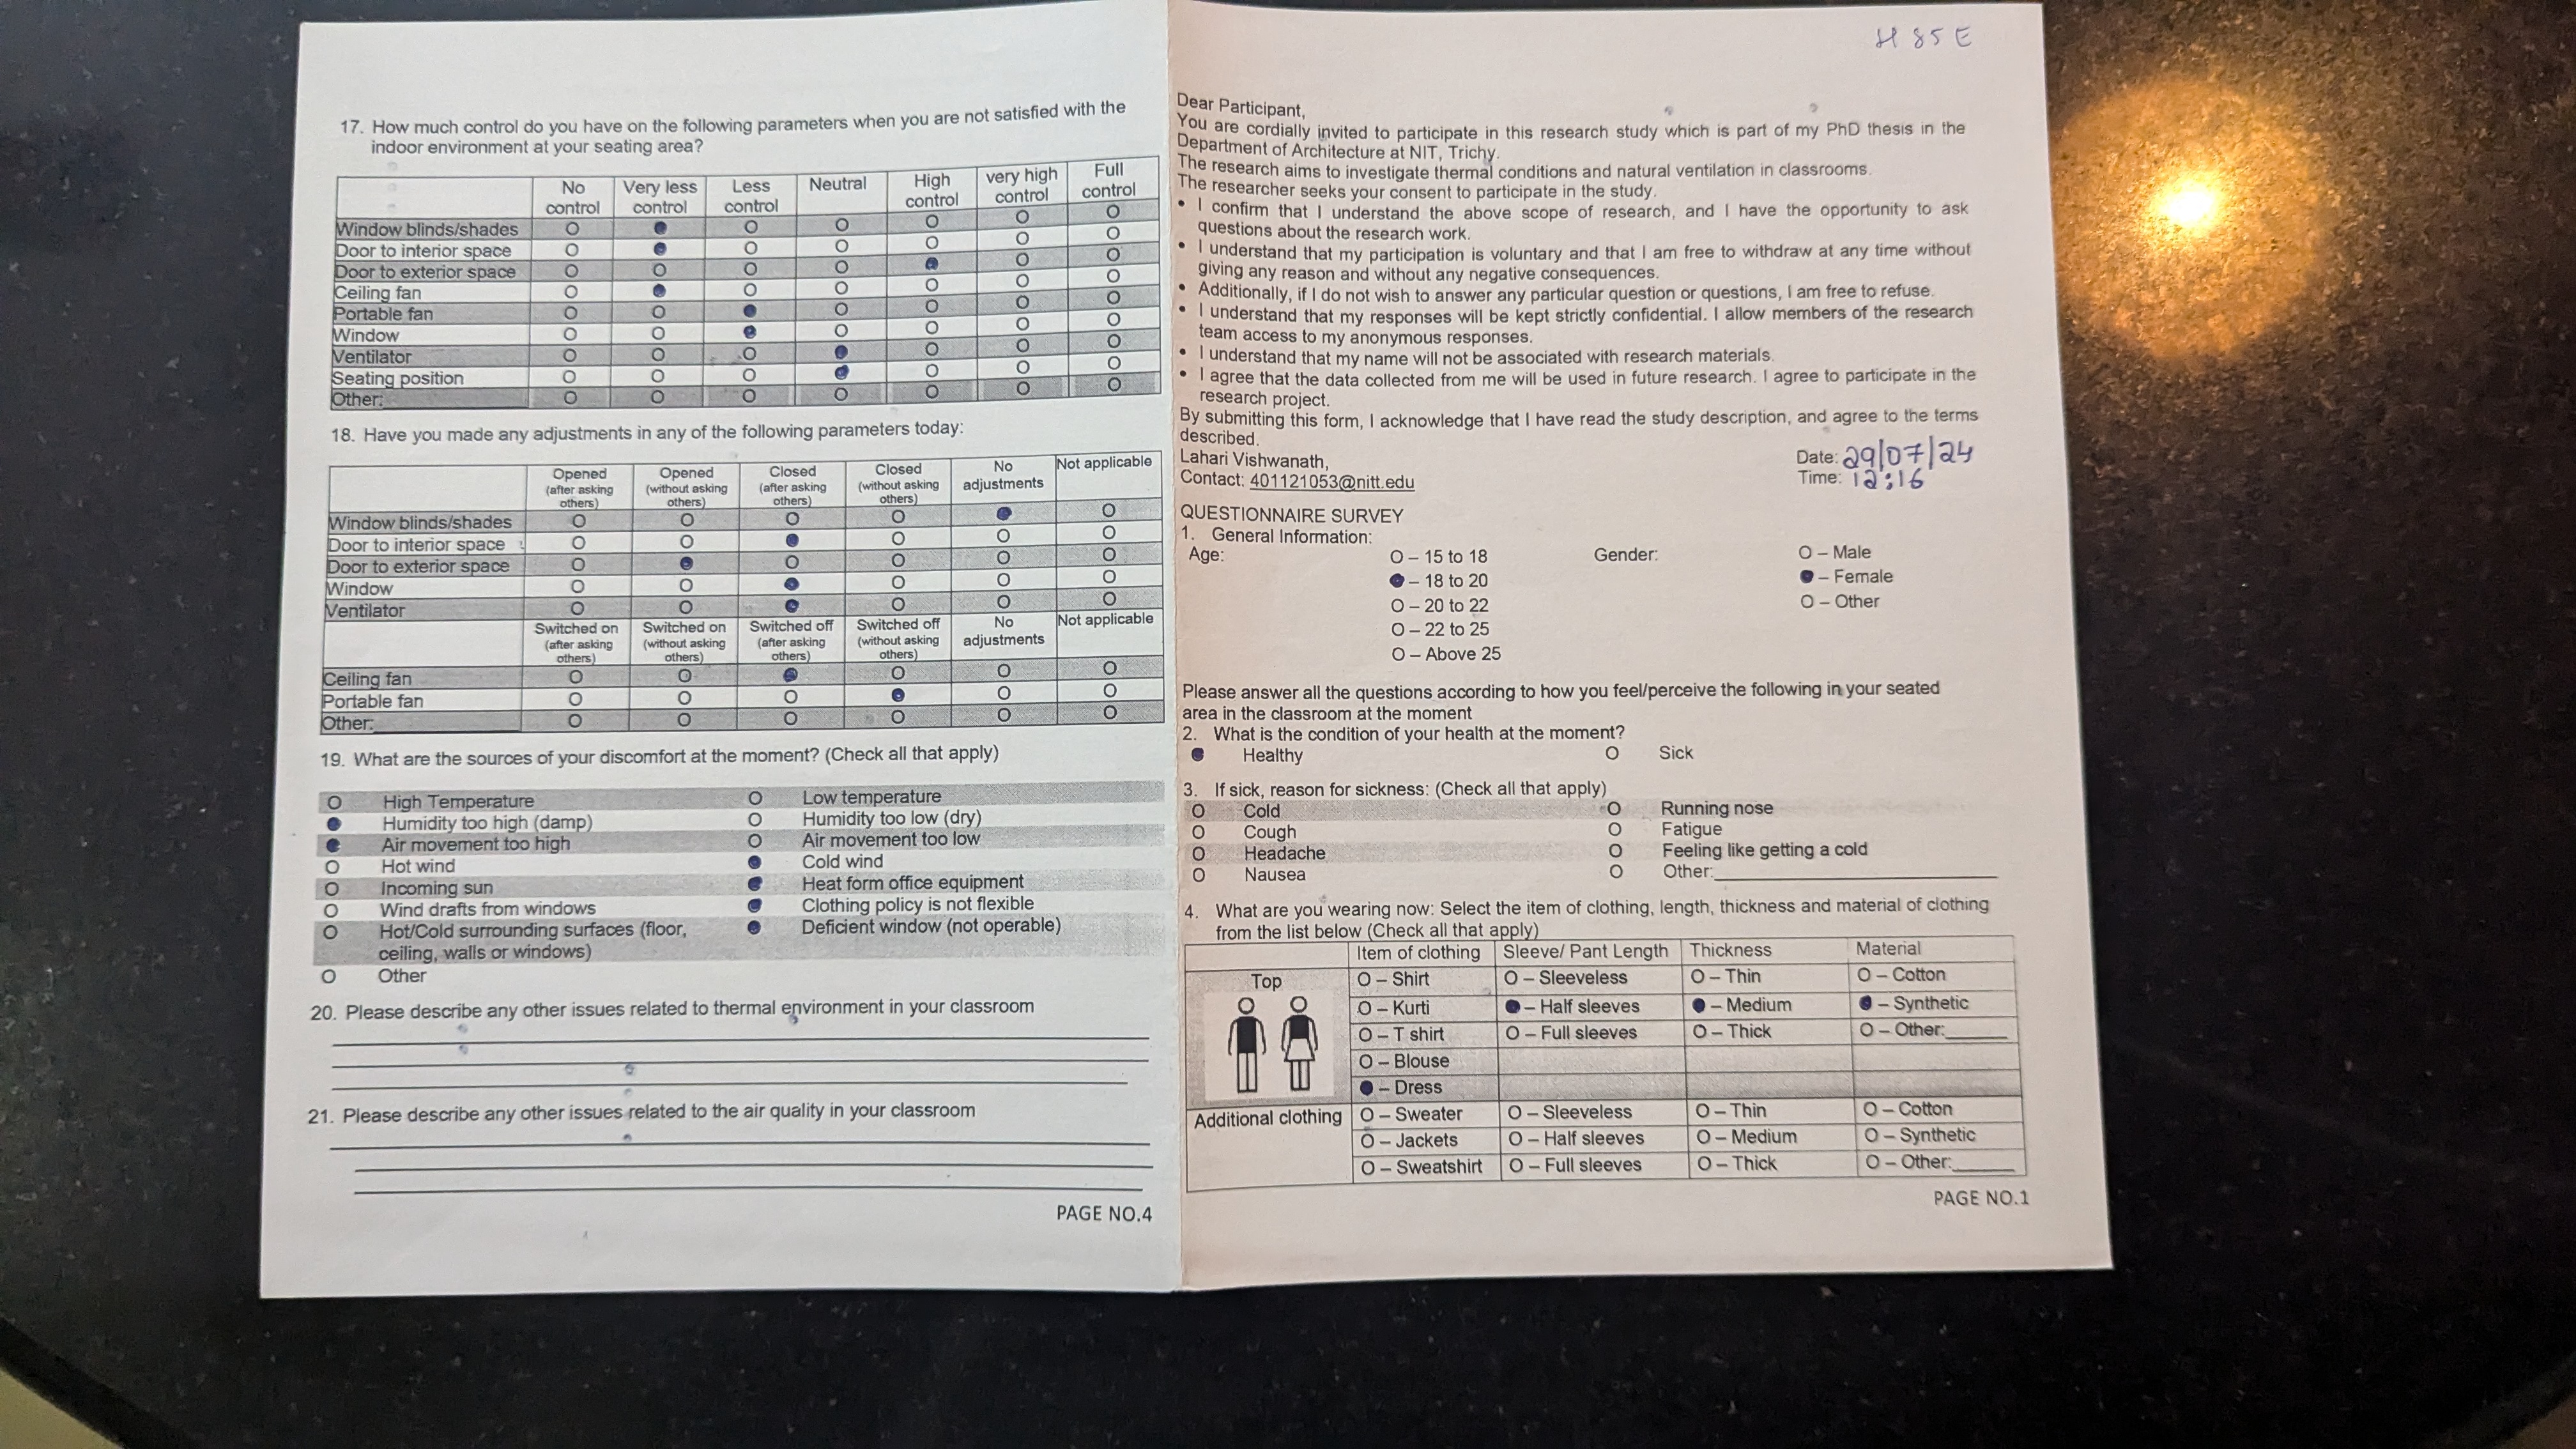 17. How much control do you have on the following parameters when you are not satisfied with the
indoor environment at your seating area?
No control Very less control Less control Neutral High control very high control Full control
Window blinds/shades O ● O O O O O
Door to interior space O ● O O O O O
Door to exterior space O O O O ● O O
Ceiling fan O ● O O O O O
Portable fan O O ● O O O O
Window O O ● O O O O
Ventilator O O O ● O O O
Seating position O O O ● O O O
Other: O O O O O O O
18. Have you made any adjustments in any of the following parameters today:
Opened (after asking others) Opened (without asking others) Closed (after asking others) Closed (without asking others) No adjustments Not applicable
Window blinds/shades O O O O ● O
Door to interior space O O ● O O O
Door to exterior space O ● O O O O
Window O O ● O O O
Ventilator O O ● O O O
Switched on (after asking others) Switched on (without asking others) Switched off (after asking others) Switched off (without asking others) No adjustments Not applicable
Ceiling fan O O ● O O O
Portable fan O O O ● O O
Other: O O O O O O
19. What are the sources of your discomfort at the moment? (Check all that apply)
O High Temperature O Low temperature
● Humidity too high (damp) O Humidity too low (dry)
● Air movement too high O Air movement too low
O Hot wind ● Cold wind
O Incoming sun ● Heat form office equipment
O Wind drafts from windows ● Clothing policy is not flexible
O Hot/Cold surrounding surfaces (floor, ● Deficient window (not operable)
ceiling, walls or windows)
O Other
20. Please describe any other issues related to thermal environment in your classroom
21. Please describe any other issues related to the air quality in your classroom
PAGE NO.4
H 85 E
Dear Participant,
You are cordially invited to participate in this research study which is part of my PhD thesis in the
Department of Architecture at NIT, Trichy.
The research aims to investigate thermal conditions and natural ventilation in classrooms.
The researcher seeks your consent to participate in the study.
• I confirm that I understand the above scope of research, and I have the opportunity to ask
questions about the research work.
• I understand that my participation is voluntary and that I am free to withdraw at any time without
giving any reason and without any negative consequences.
• Additionally, if I do not wish to answer any particular question or questions, I am free to refuse.
• I understand that my responses will be kept strictly confidential. I allow members of the research
team access to my anonymous responses.
• I understand that my name will not be associated with research materials.
• I agree that the data collected from me will be used in future research. I agree to participate in the
research project.
By submitting this form, I acknowledge that I have read the study description, and agree to the terms
described.
Lahari Vishwanath, Date: 29/07/24
Contact: 401121053@nitt.edu Time: 12:16
QUESTIONNAIRE SURVEY
1. General Information:
Age: O – 15 to 18 Gender: O – Male
● – 18 to 20 ● – Female
O – 20 to 22 O – Other
O – 22 to 25
O – Above 25
Please answer all the questions according to how you feel/perceive the following in your seated
area in the classroom at the moment
2. What is the condition of your health at the moment?
● Healthy O Sick
3. If sick, reason for sickness: (Check all that apply)
O Cold O Running nose
O Cough O Fatigue
O Headache O Feeling like getting a cold
O Nausea O Other:
4. What are you wearing now: Select the item of clothing, length, thickness and material of clothing
from the list below (Check all that apply)
Item of clothing Sleeve/ Pant Length Thickness Material
Top O – Shirt O – Sleeveless O – Thin O – Cotton
O – Kurti ● – Half sleeves ● – Medium ● – Synthetic
O – T shirt O – Full sleeves O – Thick O – Other:
O – Blouse
● – Dress
Additional clothing O – Sweater O – Sleeveless O – Thin O – Cotton
O – Jackets O – Half sleeves O – Medium O – Synthetic
O – Sweatshirt O – Full sleeves O – Thick O – Other:
PAGE NO.1